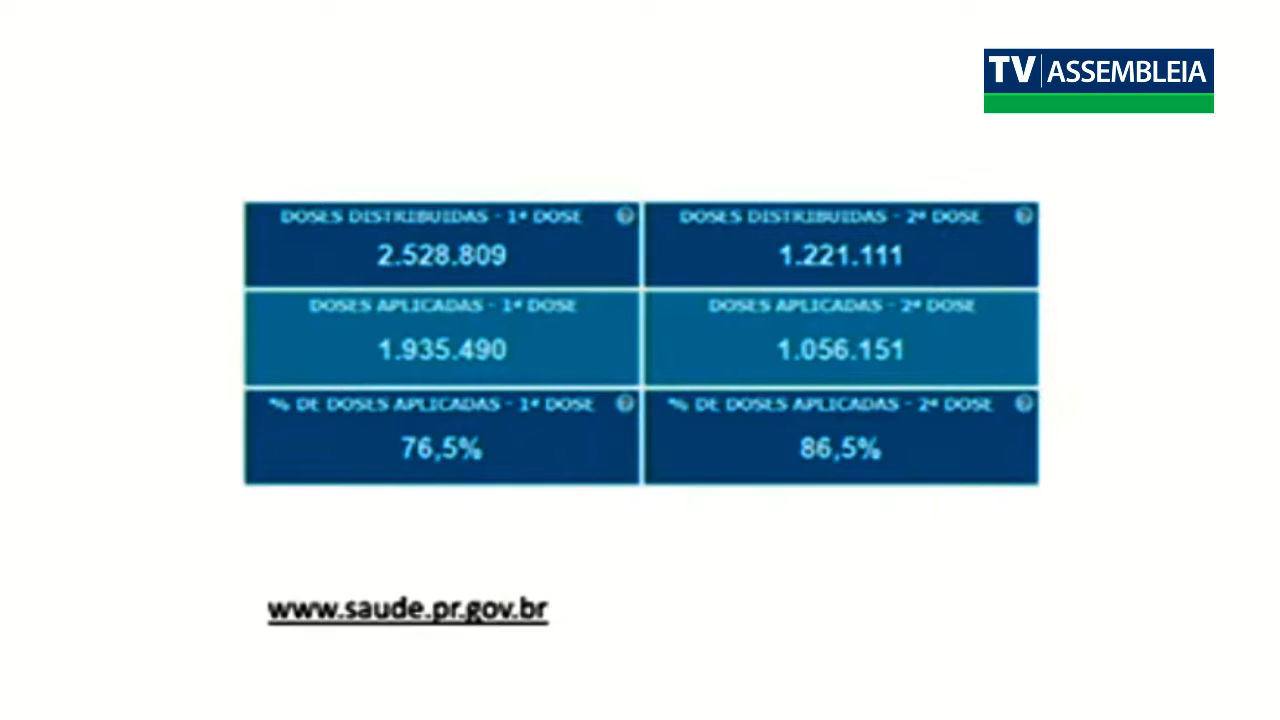 TV ASSEMBLEIA
DOSES DISTRIBUIDAS - 1ª DOSE
DOSES DISTRIBUIDAS - 2ª DOSE
2.528.809
1.221.111
DOSES APLICADAS - 1ª DOSE
DOSES APLICADAS - 2ª DOSE
1.935.490
1.056.151
% DE DOSES APLICADAS - 1ª DOSE
% DE DOSES APLICADAS - 2ª DOSE
76,5%
86,5%
www.saude.pr.gov.br